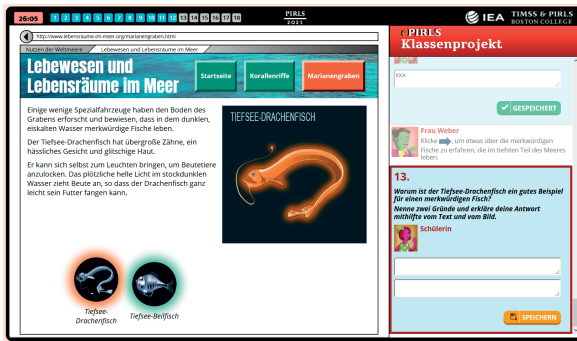 26:05
1 2 3 4 5 6 7 8 9 10 11 12 13 14 15 16 17 18
PIRLS
2021
IEA
TIMSS & PIRLS
BOSTON COLLEGE
http://www.lebensräume-im-meer.org/mariengraben.html
Nutzen der Weltmeere
Lebewesen und Lebensräume im Meer
Lebewesen und
Lebensräume im Meer
Startseite
Korallenriffe
Marianengraben
Einige wenige Spezialfahrzeuge haben den Boden des
Grabens erforscht und bewiesen, dass in dem dunklen,
eiskalten Wasser merkwürdige Fische leben.
Der Tiefsee-Drachenfisch hat übergroße Zähne, ein
hässliches Gesicht und glitschige Haut.
Er kann sich selbst zum Leuchten bringen, um Beutetiere
anzulocken. Das plötzliche helle Licht im stockdunklen
Wasser zieht Beute an, so dass der Drachenfisch ganz
leicht sein Futter fangen kann.
TIEFSEE-DRACHENFISCH
Tiefsee-
Drachenfisch
Tiefsee-Beilfisch
ePIRLS
Klassenprojekt
xxx
GESPEICHERT
Frau Weber
Klicke , um etwas über die merkwürdigen
Fische zu erfahren, die im tiefsten Teil des Meeres
leben.
13.
Warum ist der Tiefsee-Drachenfisch ein gutes Beispiel
für einen merkwürdigen Fisch?
Nenne zwei Gründe und erkläre deine Antwort
mithilfe vom Text und vom Bild.
Schülerin
SPEICHERN